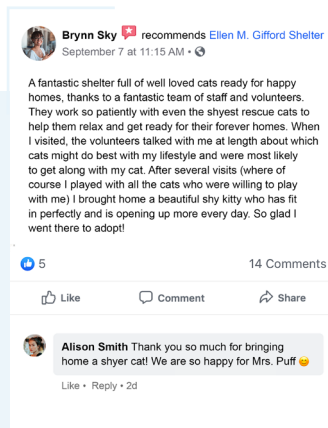 Brynn Sky recommends Ellen M. Gifford Shelter
September 7 at 11:15 AM •
A fantastic shelter full of well loved cats ready for happy
homes, thanks to a fantastic team of staff and volunteers.
They work so patiently with even the shyest rescue cats to
help them relax and get ready for their forever homes. When
I visited, the volunteers talked with me at length about which
cats might do best with my lifestyle and were most likely
to get along with my cat. After several visits (where of
course I played with all the cats who were willing to play
with me) I brought home a beautiful shy kitty who has fit
in perfectly and is opening up more every day. So glad I
went there to adopt!
5 14 Comments
Like Comment Share
Alison Smith Thank you so much for bringing
home a shyer cat! We are so happy for Mrs. Puff 😊
Like • Reply • 2d